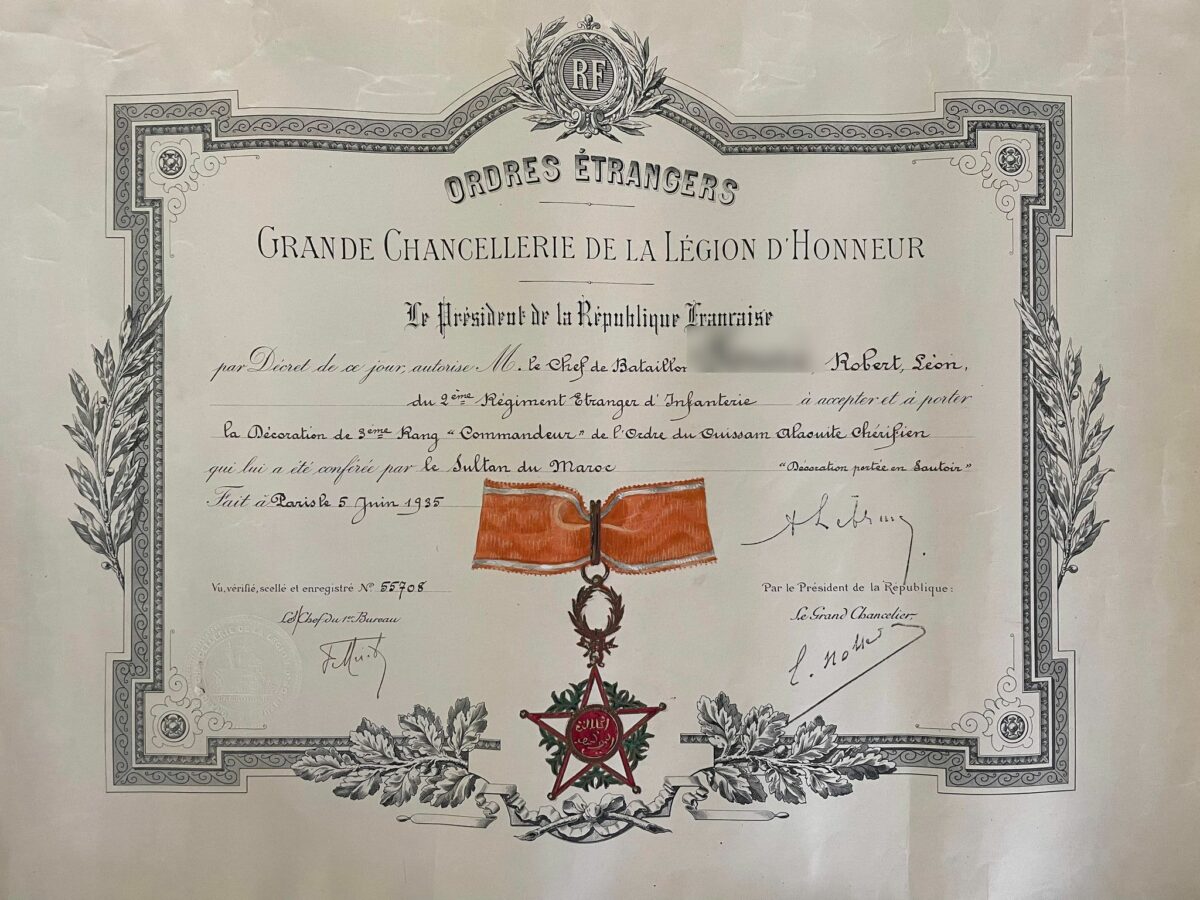 RF
ORDRES ÉTRANGERS
GRANDE CHANCELLERIE DE LA LÉGION D'HONNEUR
Le Président de la République Française
par Décret de ce jour, autorise M. le Chef de Bataillon Robert, Léon,
du 2ème Régiment Etranger d'Infanterie à accepter et à porter
la Décoration de 3ème Rang "Commandeur" de l'Ordre du Ouissam Alaouite Chérifien
qui lui a été conférée par le Sultan du Maroc "Décoration portée en Sautoir"
Fait à Paris le 5 Juin 1935
Vu, vérifié, scellé et enregistré No 55708
Par le Président de la République:
Le Chef du 1er Bureau
Le Grand Chancelier,